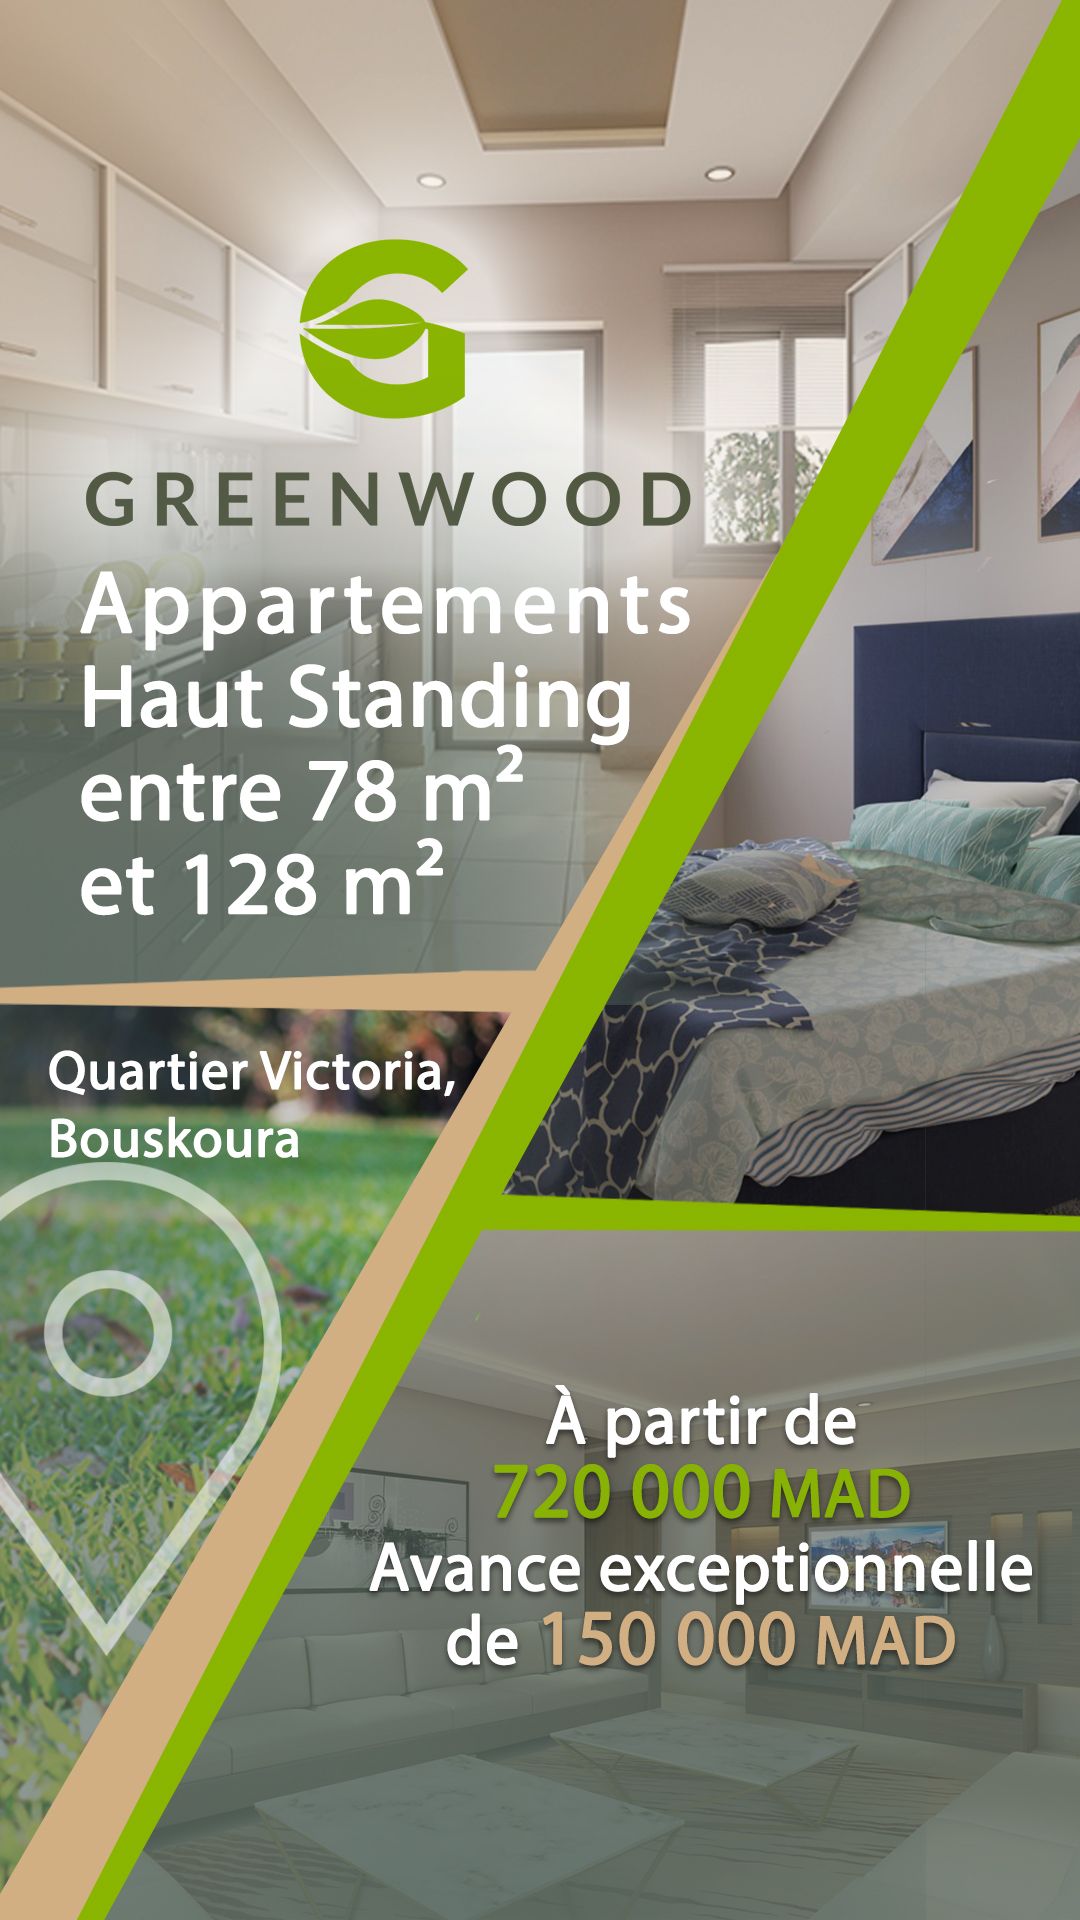 GREENWOOD
Appartements
Haut Standing
entre 78 m²
et 128 m²
Quartier Victoria,
Bouskoura
À partir de
720 000 MAD
Avance exceptionnelle
de 150 000 MAD